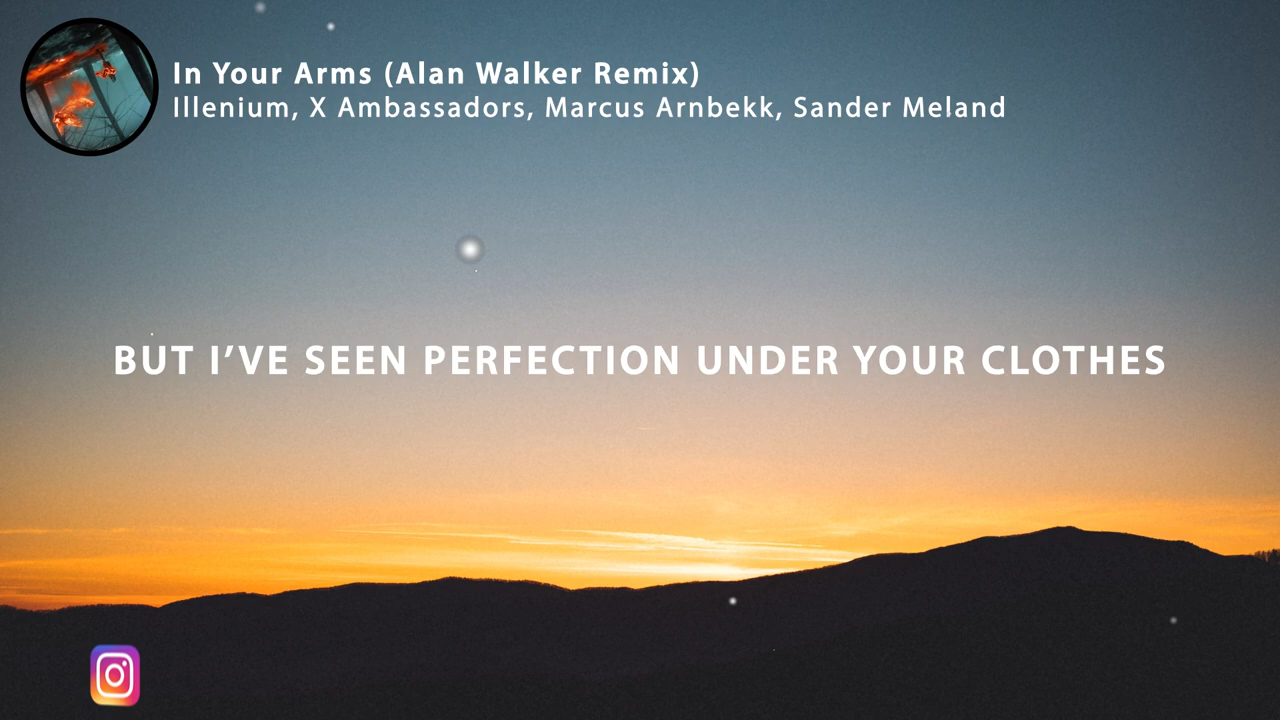 In Your Arms (Alan Walker Remix)
Illenium, X Ambassadors, Marcus Arnbekk, Sander Meland
BUT I’VE SEEN PERFECTION UNDER YOUR CLOTHES